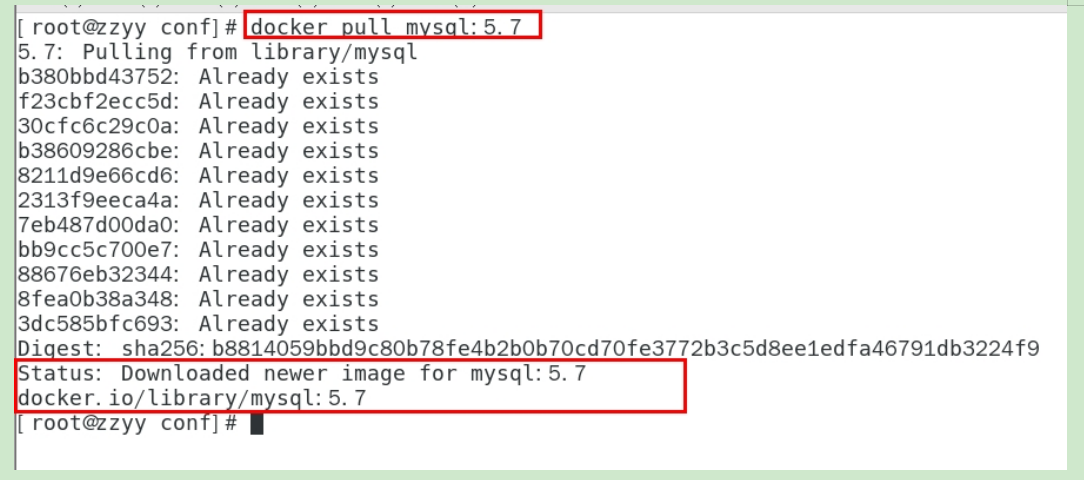 [root@zzyy conf]# docker pull mysql:5.7
5.7: Pulling from library/mysql
b380bbd43752: Already exists
f23cbf2ecc5d: Already exists
30cfc6c29c0a: Already exists
b38609286cbe: Already exists
8211d9e66cd6: Already exists
2313f9eeca4a: Already exists
7eb487d00da0: Already exists
bb9cc5c700e7: Already exists
88676eb32344: Already exists
8fea0b38a348: Already exists
3dc585bfc693: Already exists
Digest: sha256:b8814059bbd9c80b78fe4b2b0b70cd70fe3772b3c5d8ee1edfa46791db3224f9
Status: Downloaded newer image for mysql:5.7
docker.io/library/mysql:5.7
[root@zzyy conf]#